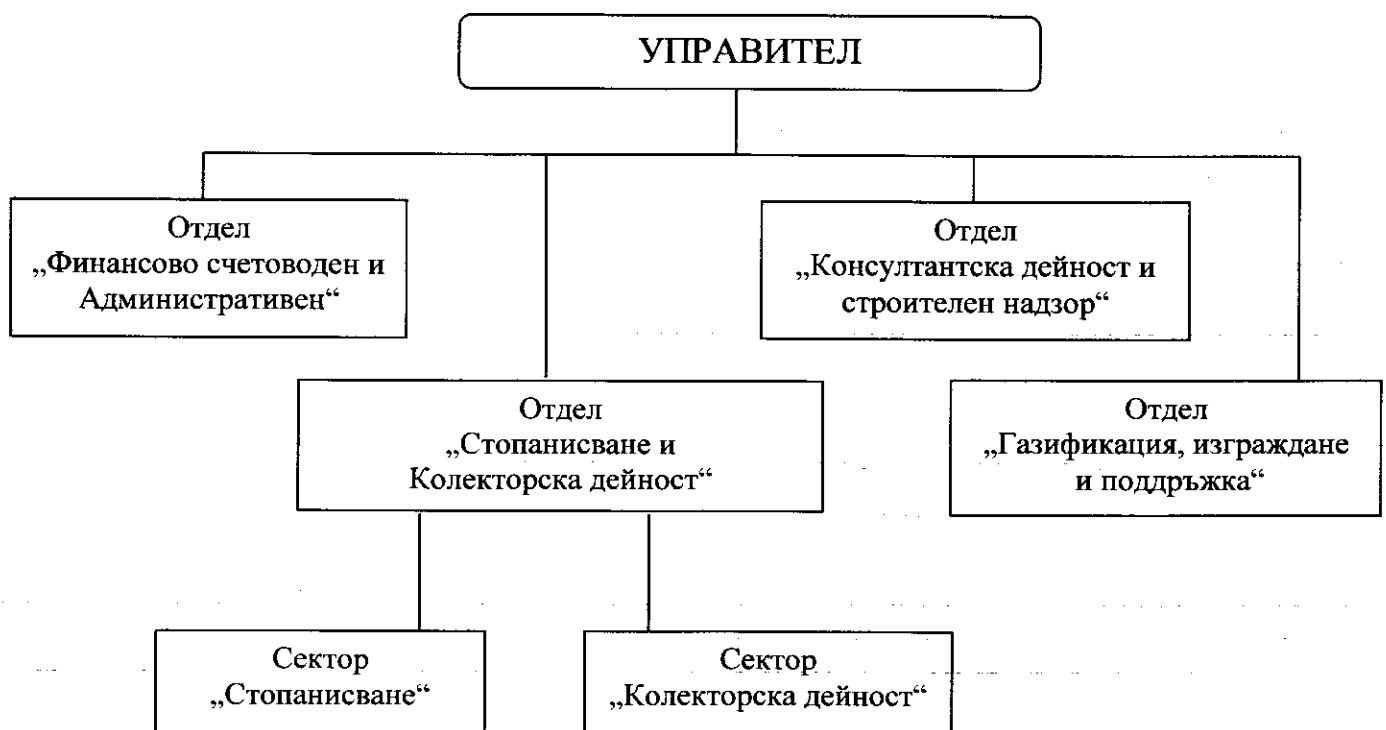 УПРАВИТЕЛ
Отдел
„Финансово счетоводен и
Административен“
Отдел
„Консултантска дейност и
строителен надзор“
Отдел
„Стопанисване и
Колекторска дейност“
Отдел
„Газификация, изграждане
и поддръжка“
Сектор
„Стопанисване“
Сектор
„Колекторска дейност“